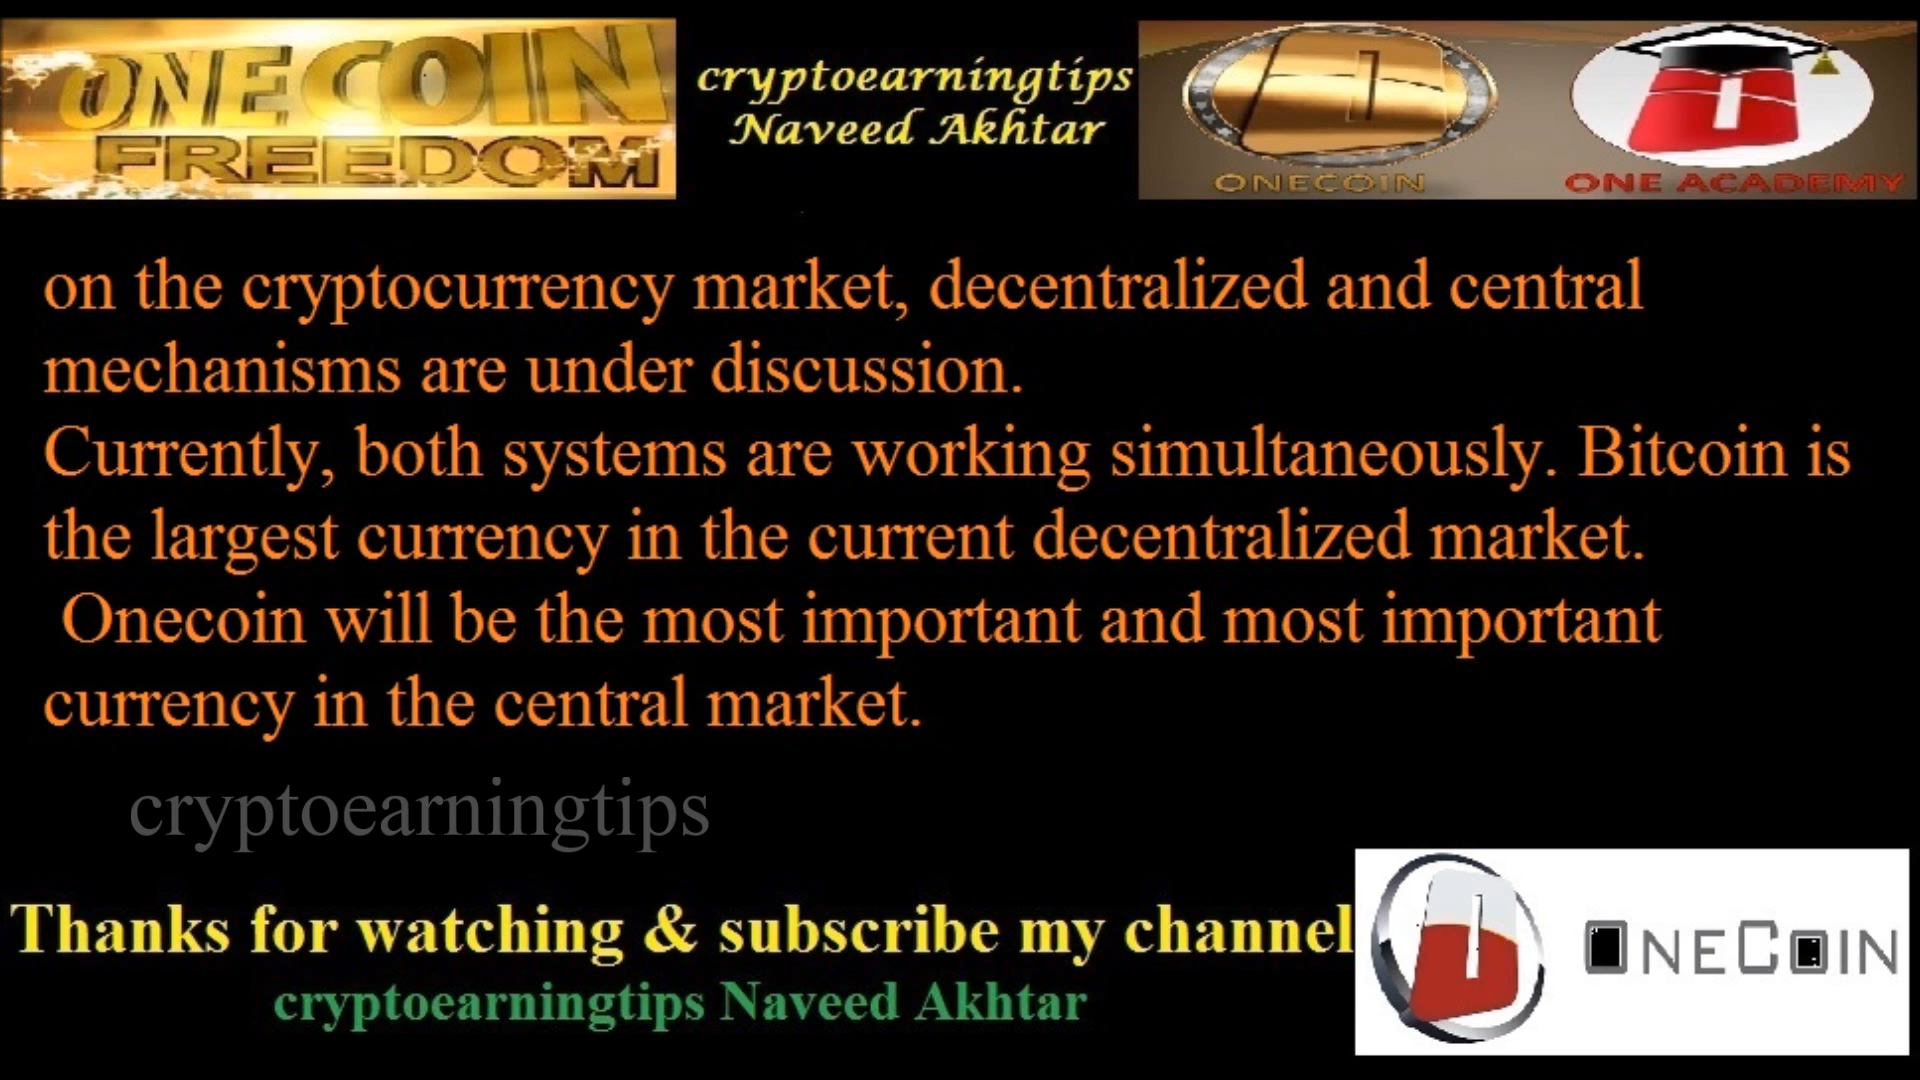 ONE COIN
FREEDOM
cryptoearningtips
Naveed Akhtar
ONECOIN
ONE ACADEMY
on the cryptocurrency market, decentralized and central
mechanisms are under discussion.
Currently, both systems are working simultaneously. Bitcoin is
the largest currency in the current decentralized market.
Onecoin will be the most important and most important
currency in the central market.
cryptoearningtips
Thanks for watching & subscribe my channel
cryptoearningtips Naveed Akhtar
ONECOIN